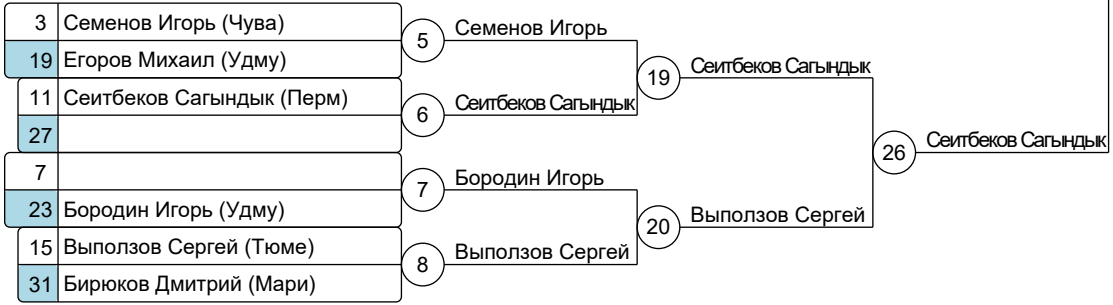 3 Семенов Игорь (Чува)
19 Егоров Михаил (Удму)
11 Сеитбеков Сагындык (Перм)
27
7
23 Бородин Игорь (Удму)
15 Выползов Сергей (Тюме)
31 Бирюков Дмитрий (Мари)
5 Семенов Игорь
6 Сеитбеков Сагындык
7 Бородин Игорь
8 Выползов Сергей
19 Сеитбеков Сагындык
20 Выползов Сергей
26 Сеитбеков Сагындык